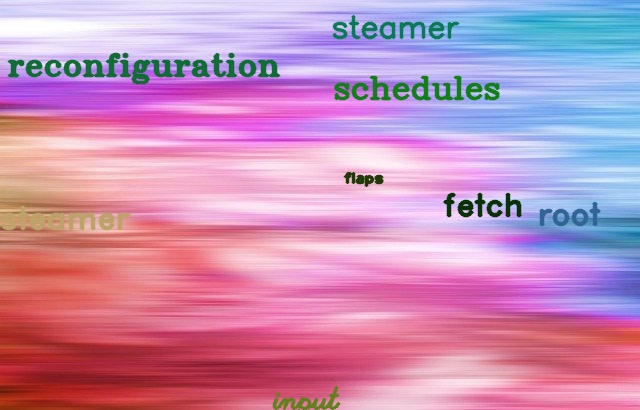 steamer
reconfiguration
schedules
flaps
fetch
root
steamer
input